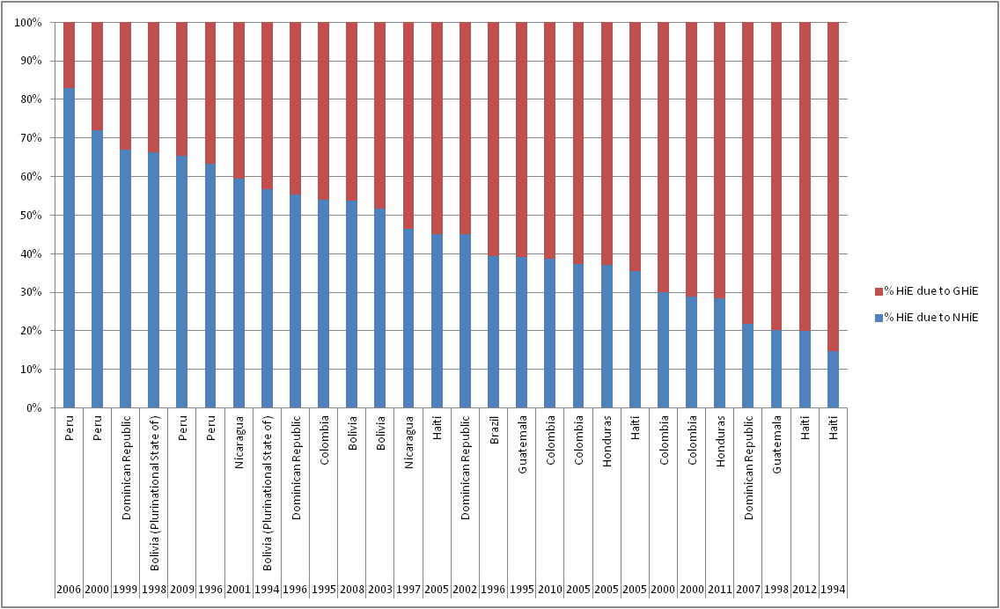 100%
90%
80%
70%
60%
50%
40%
30%
20%
10%
0%
% HiE due to GHiE
% HiE due to NHiE
Peru
Peru
Dominican Republic
Bolivia (Plurinational State of)
Peru
Peru
Nicaragua
Bolivia (Plurinational State of)
Dominican Republic
Colombia
Bolivia
Bolivia
Nicaragua
Haiti
Dominican Republic
Brazil
Guatemala
Colombia
Colombia
Honduras
Haiti
Colombia
Colombia
Honduras
Dominican Republic
Guatemala
Haiti
Haiti
2006 2000 1999 1998 2009 1996 2001 1994 1996 1995 2008 2003 1997 2005 2002 1996 1995 2010 2005 2005 2005 2000 2000 2011 2007 1998 2012 1994